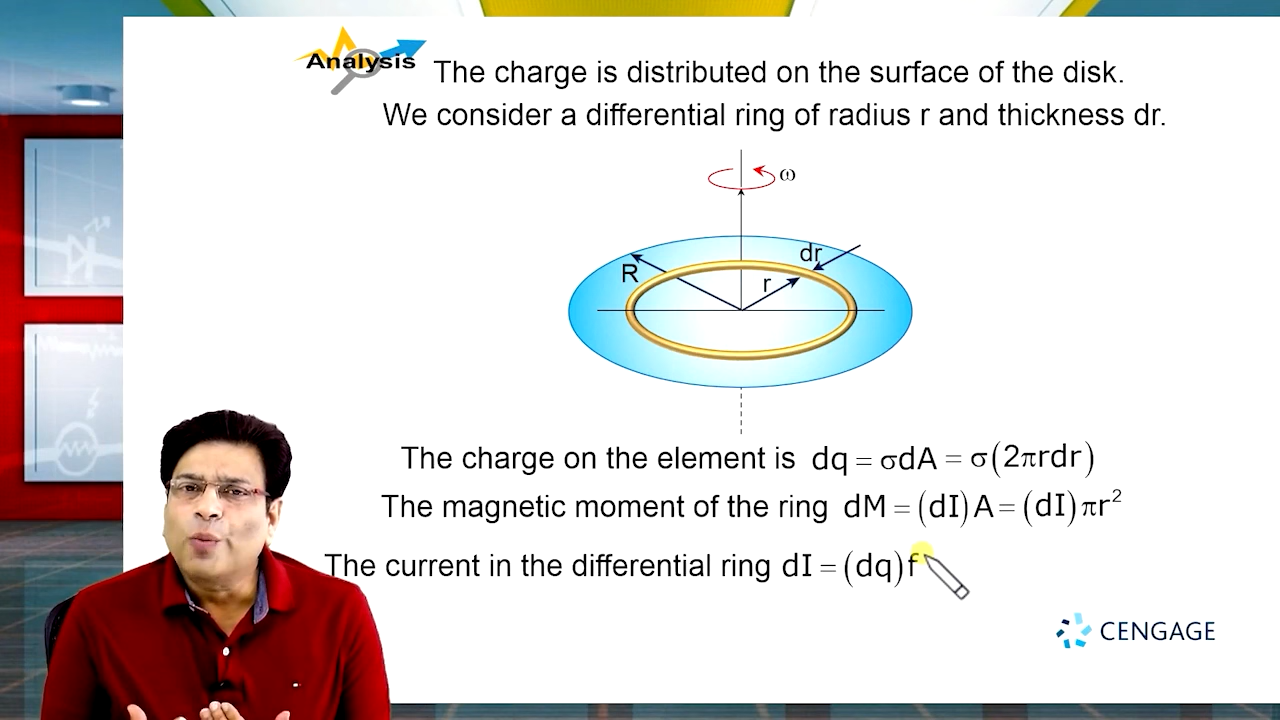 Analysis
The charge is distributed on the surface of the disk.
We consider a differential ring of radius r and thickness dr.
ω
dr
R
r
The charge on the element is dq = σdA = σ(2πrdr)
The magnetic moment of the ring dM = (dI)A = (dI)πr²
The current in the differential ring dI = (dq)f
CENGAGE